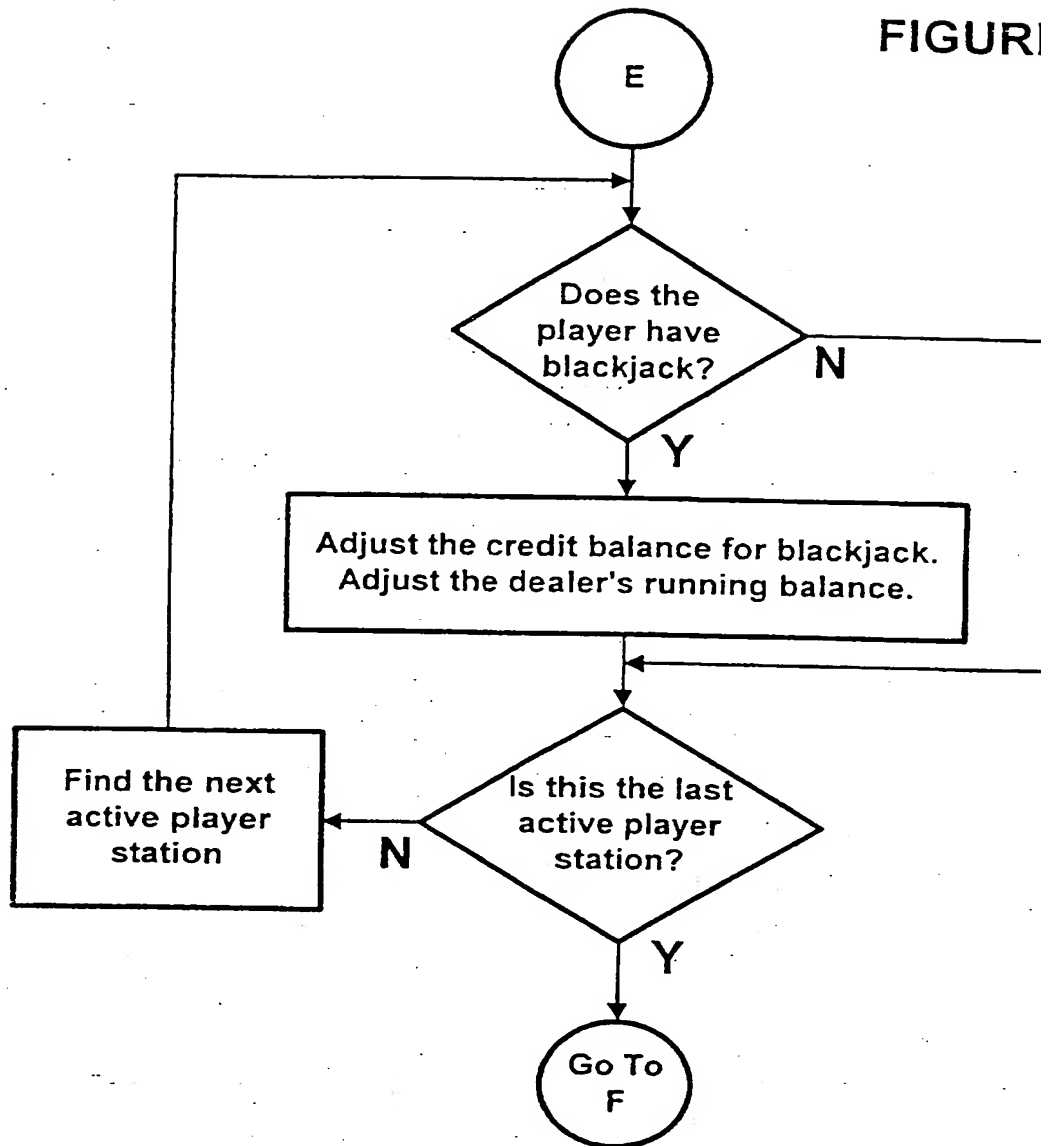 FIGURE
E
Does the
player have
blackjack?
N
Y
Adjust the credit balance for blackjack.
Adjust the dealer's running balance.
Find the next
active player
station
N
Is this the last
active player
station?
Y
Go To
F